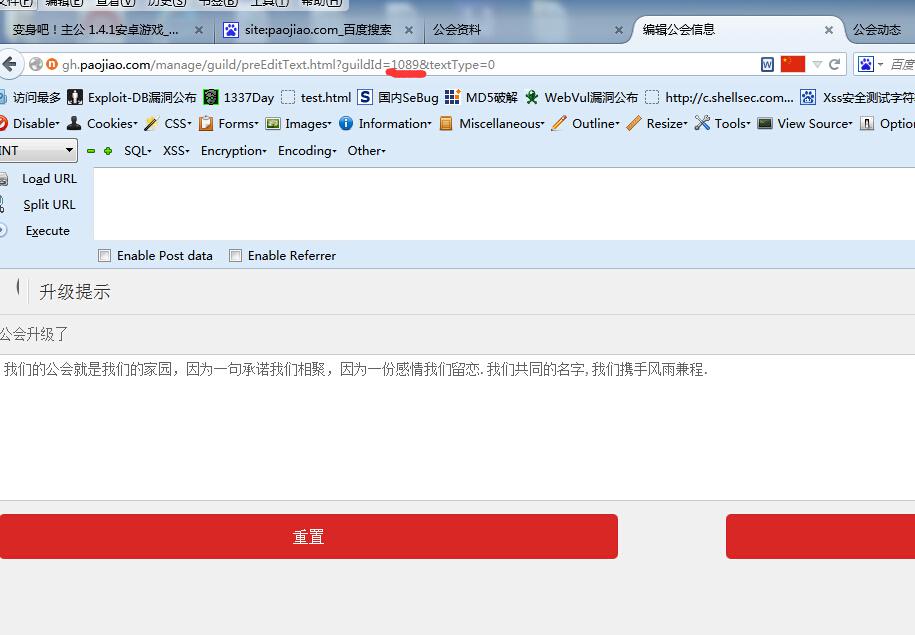 文件(F) 编辑(E) 查看(V) 历史(S) 书签(B) 工具(T) 帮助(H)
变身吧！主公 1.4.1安卓游戏_... × site:paojiao.com_百度搜索 × 公会资料 × 编辑公会信息 × 公会动态
gh.paojiao.com/manage/guild/preEditText.html?guildId=1089&textType=0 百度
访问最多 Exploit-DB漏洞公布 1337Day test.html 国内SeBug MD5破解 WebVul漏洞公布 http://c.shellsec.com... Xss安全测试字符
Disable Cookies CSS Forms Images Information Miscellaneous Outline Resize Tools View Source Option
INT SQL XSS Encryption Encoding Other
Load URL
Split URL
Execute
Enable Post data Enable Referrer
升级提示
公会升级了
我们的公会就是我们的家园，因为一句承诺我们相聚，因为一份感情我们留恋.我们共同的名字,我们携手风雨兼程.
重置